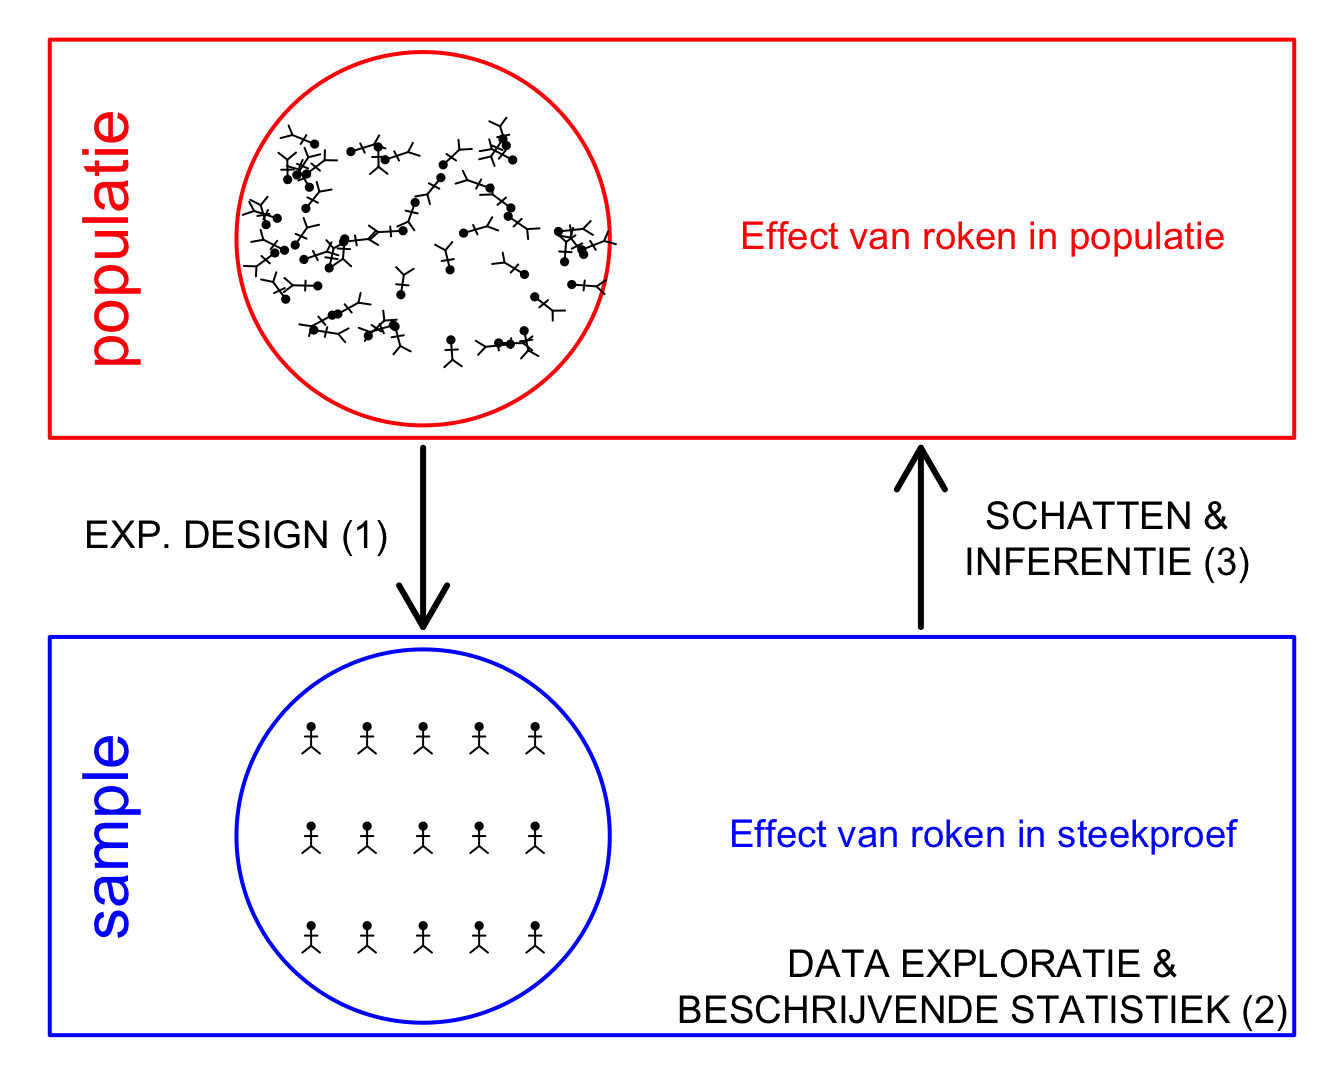 populatie
Effect van roken in populatie
EXP. DESIGN (1)
SCHATTEN &
INFERENTIE (3)
sample
Effect van roken in steekproef
DATA EXPLORATIE &
BESCHRIJVENDE STATISTIEK (2)